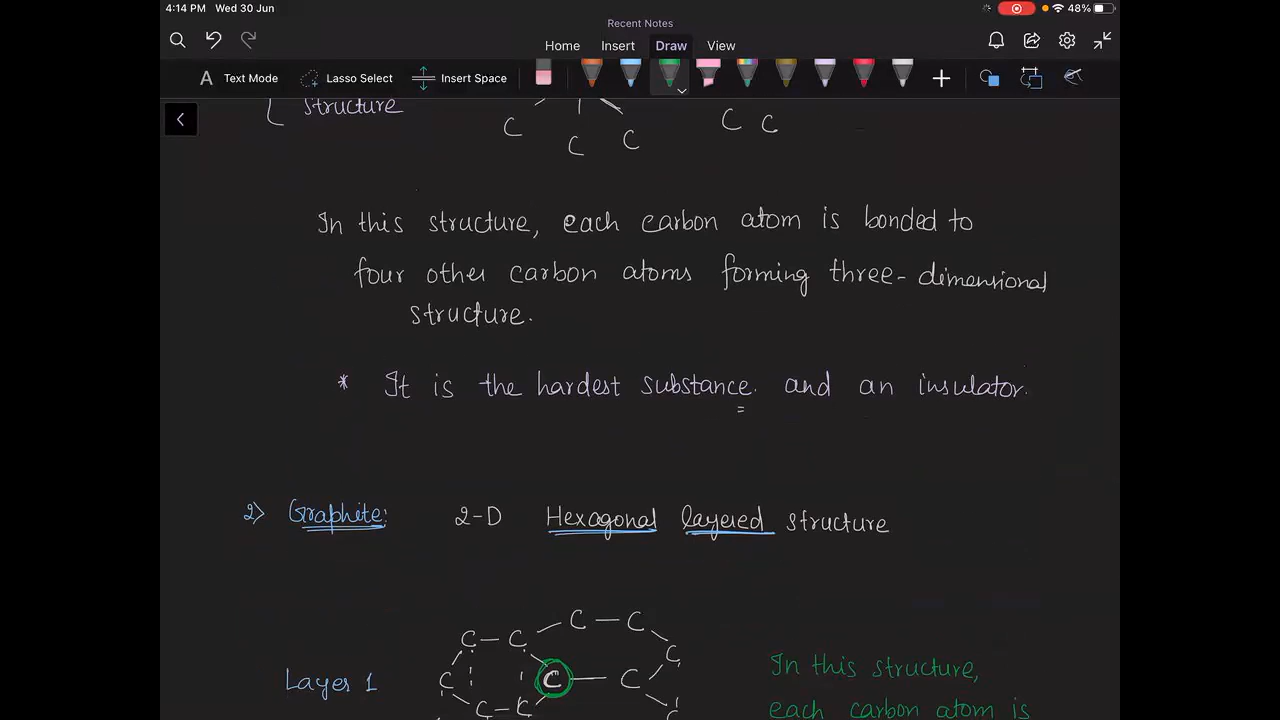 4:14 PM Wed 30 Jun
48%
Recent Notes
Home Insert Draw View
A Text Mode Lasso Select Insert Space
structure
C C C C C
In this structure, each carbon atom is bonded to
four other carbon atoms forming three-dimensional
structure.
* It is the hardest substance. and an insulator.
2) Graphite: 2-D Hexagonal layered structure
C — C
C — C C
Layer 1 C C — C
C — C C
In this structure,
each carbon atom is